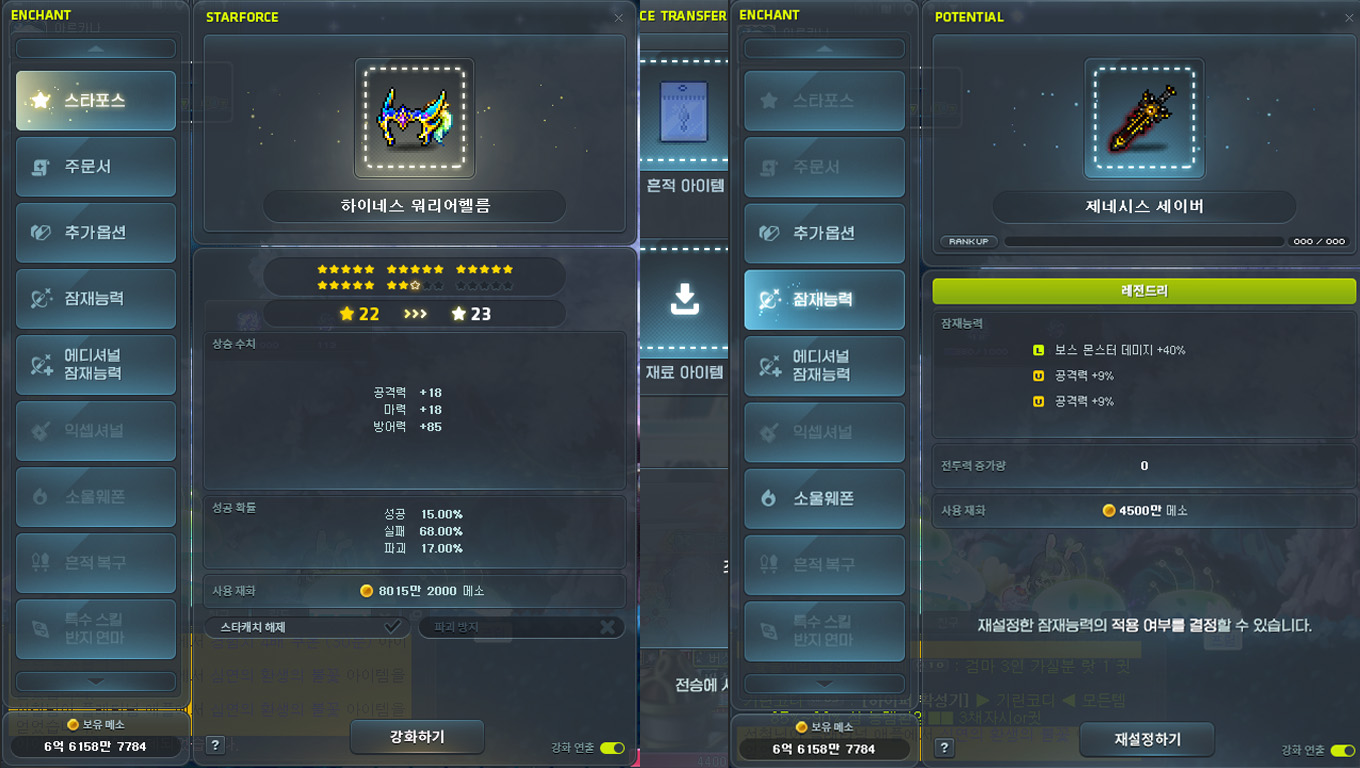 ENCHANT
스타포스
주문서
추가옵션
잠재능력
에디셔널
잠재능력
익셉셔널
소울웨폰
흔적 복구
특수 스킬
반지 연마
보유 메소
6억 6158만 7784
STARFORCE
하이네스 워리어헬름
22 >>> 23
상승 수치
공격력 +18
마력 +18
방어력 +85
성공 확률
성공 15.00%
실패 68.00%
파괴 17.00%
사용 재화
8015만 2000 메소
스타캐치 해제
파괴 방지
?
강화하기
강화 연출
CE TRANSFER
흔적 아이템
재료 아이템
전승에 사
ENCHANT
스타포스
주문서
추가옵션
잠재능력
에디셔널
잠재능력
익셉셔널
소울웨폰
흔적 복구
특수 스킬
반지 연마
보유 메소
6억 6158만 7784
POTENTIAL
제네시스 세이버
RANKUP
000 / 000
레전드리
잠재능력
L 보스 몬스터 데미지 +40%
U 공격력 +9%
U 공격력 +9%
전투력 증가량
0
사용 재화
4500만 메소
재설정한 잠재능력의 적용 여부를 결정할 수 있습니다.
?
재설정하기
강화 연출